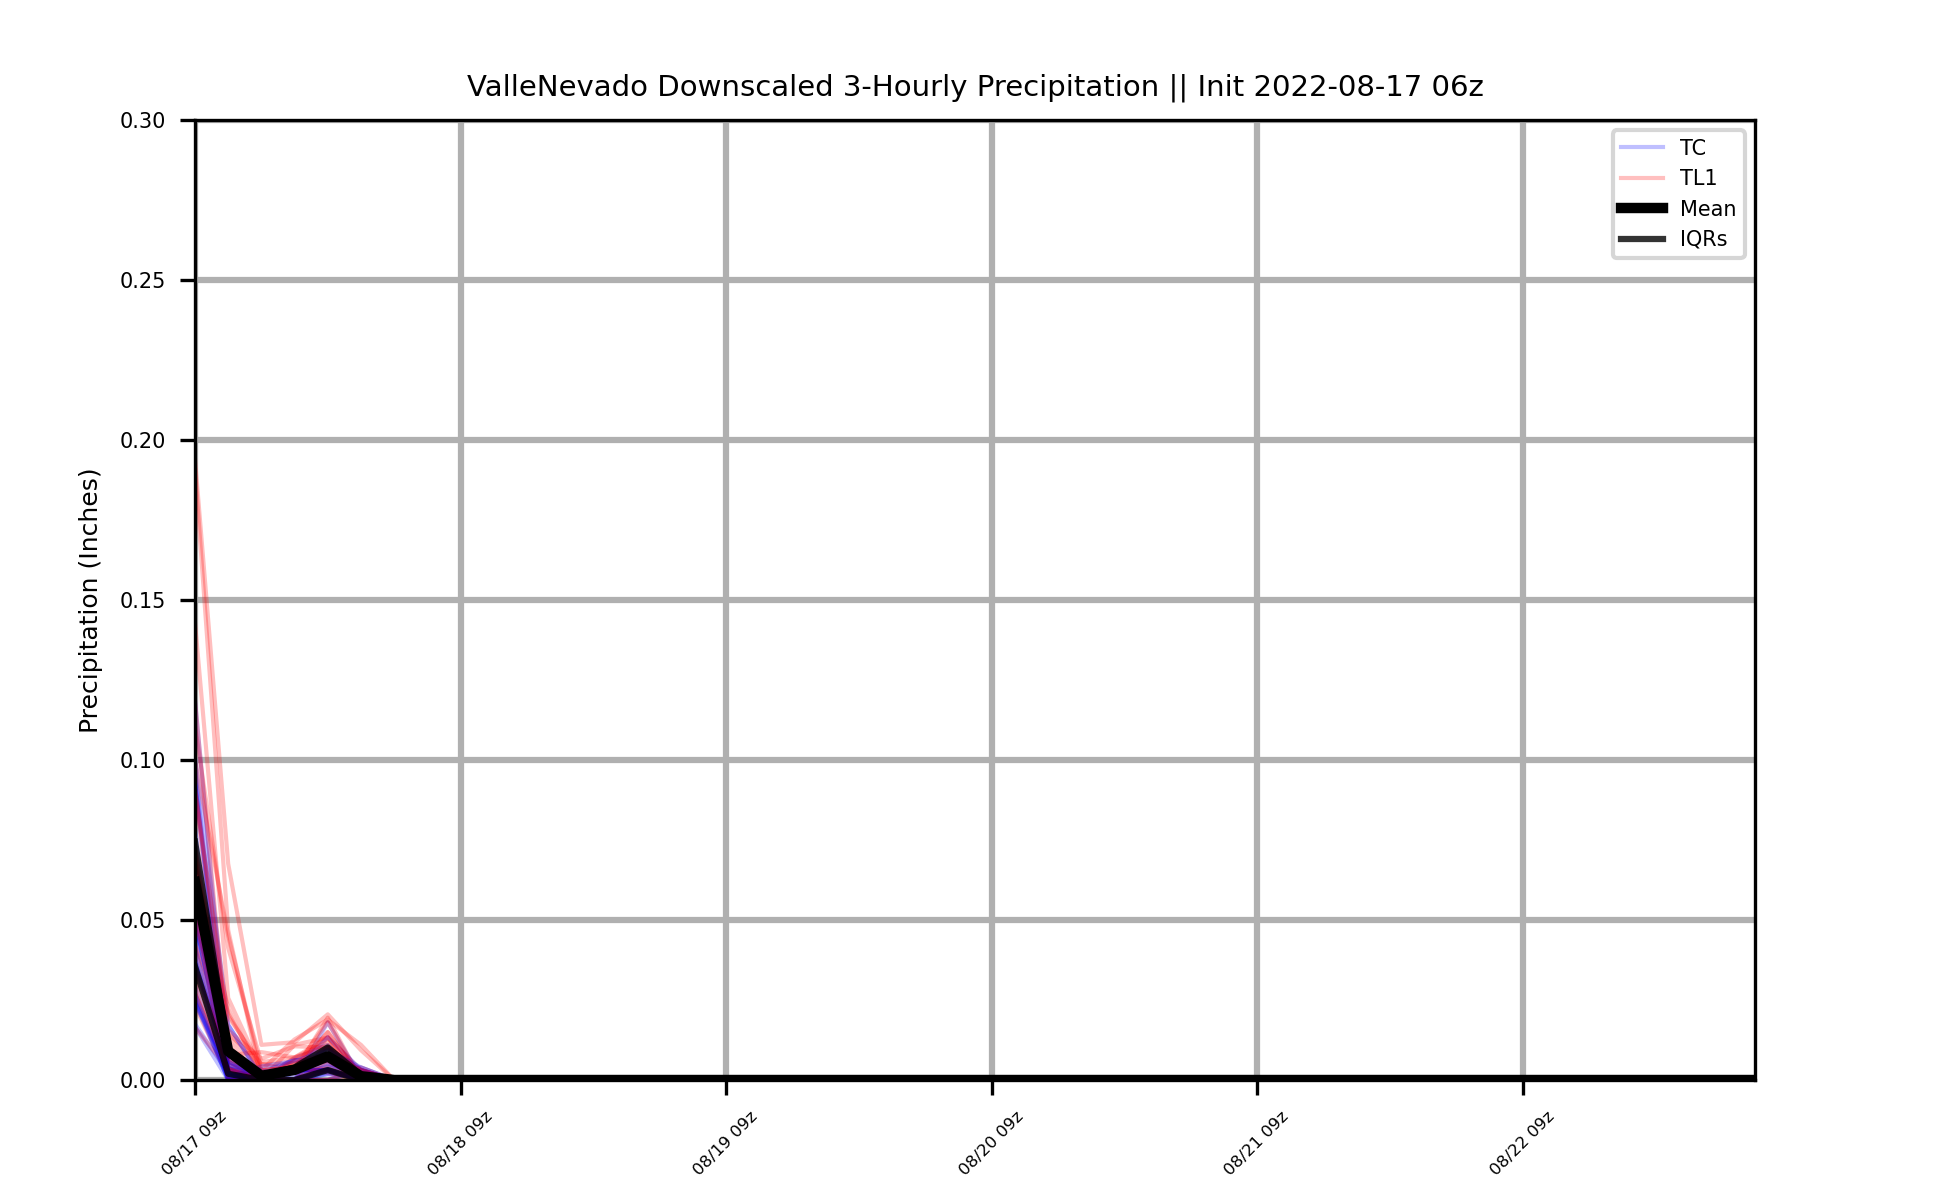 ValleNevado Downscaled 3-Hourly Precipitation || Init 2022-08-17 06z
Precipitation (Inches)
0.30
0.25
0.20
0.15
0.10
0.05
0.00
TC
TL1
Mean
IQRs
08/17 09z
08/18 09z
08/19 09z
08/20 09z
08/21 09z
08/22 09z